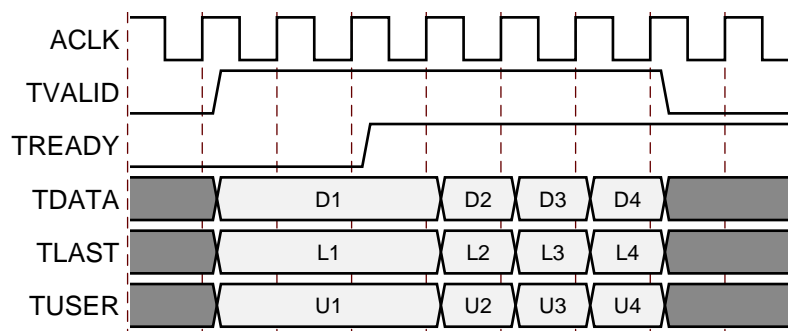 ACLK
TVALID
TREADY
TDATA D1 D2 D3 D4
TLAST L1 L2 L3 L4
TUSER U1 U2 U3 U4